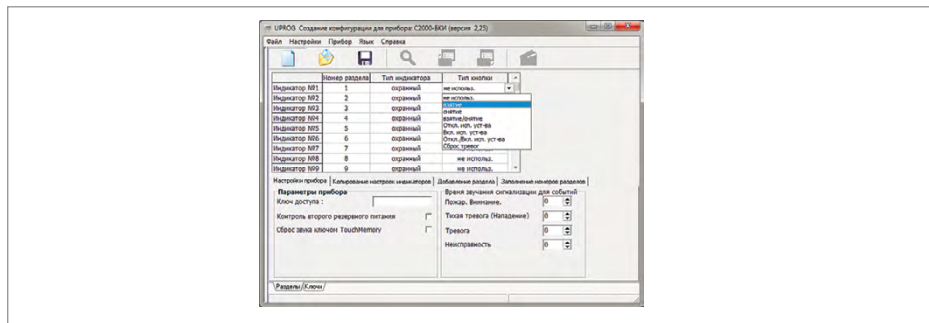 UPROG Создание конфигурации для прибора: С2000-БКИ (версия 2,25)
Файл Настройки Прибор Язык Справка
Номер раздела Тип индикатора Тип кнопки
Индикатор №1 1 охранный не использ.
Индикатор №2 2 охранный не использ.
Индикатор №3 3 охранный взятие
снятие
Индикатор №4 4 охранный взятие/снятие
Индикатор №5 5 охранный Откл. исп. уст-ва
Вкл. исп. уст-ва
Индикатор №6 6 охранный Откл./Вкл. исп. уст-ва
Индикатор №7 7 охранный Сброс тревог
Индикатор №8 8 охранный не использ.
Индикатор №9 9 охранный не использ.
Настройки прибора Копирование настроек индикаторов Добавление раздела Заполнение номеров разделов
Параметры прибора Время звучания сигнализации для событий
Ключ доступа : Пожар. Внимание. 0
Контроль второго резервного питания Тихая тревога (Нападение) 0
Сброс звука ключом TouchMemory Тревога 0
Неисправность 0
Разделы Ключи